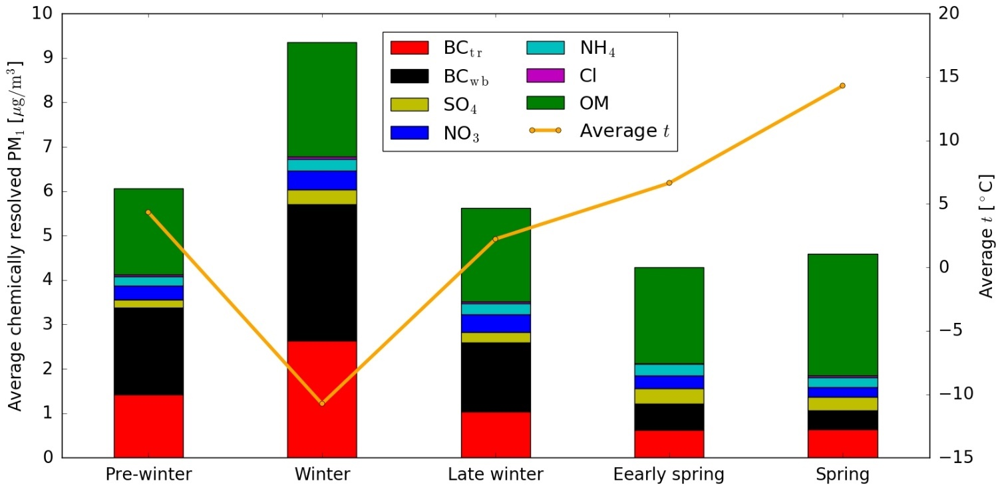 10
9
8
7
6
5
4
3
2
1
0
Average chemically resolved PM₁ [μg/m³]
BC_tr
BC_wb
SO₄
NO₃
NH₄
Cl
OM
Average t
20
15
10
5
0
−5
−10
−15
Average t [°C]
Pre-winter
Winter
Late winter
Eearly spring
Spring